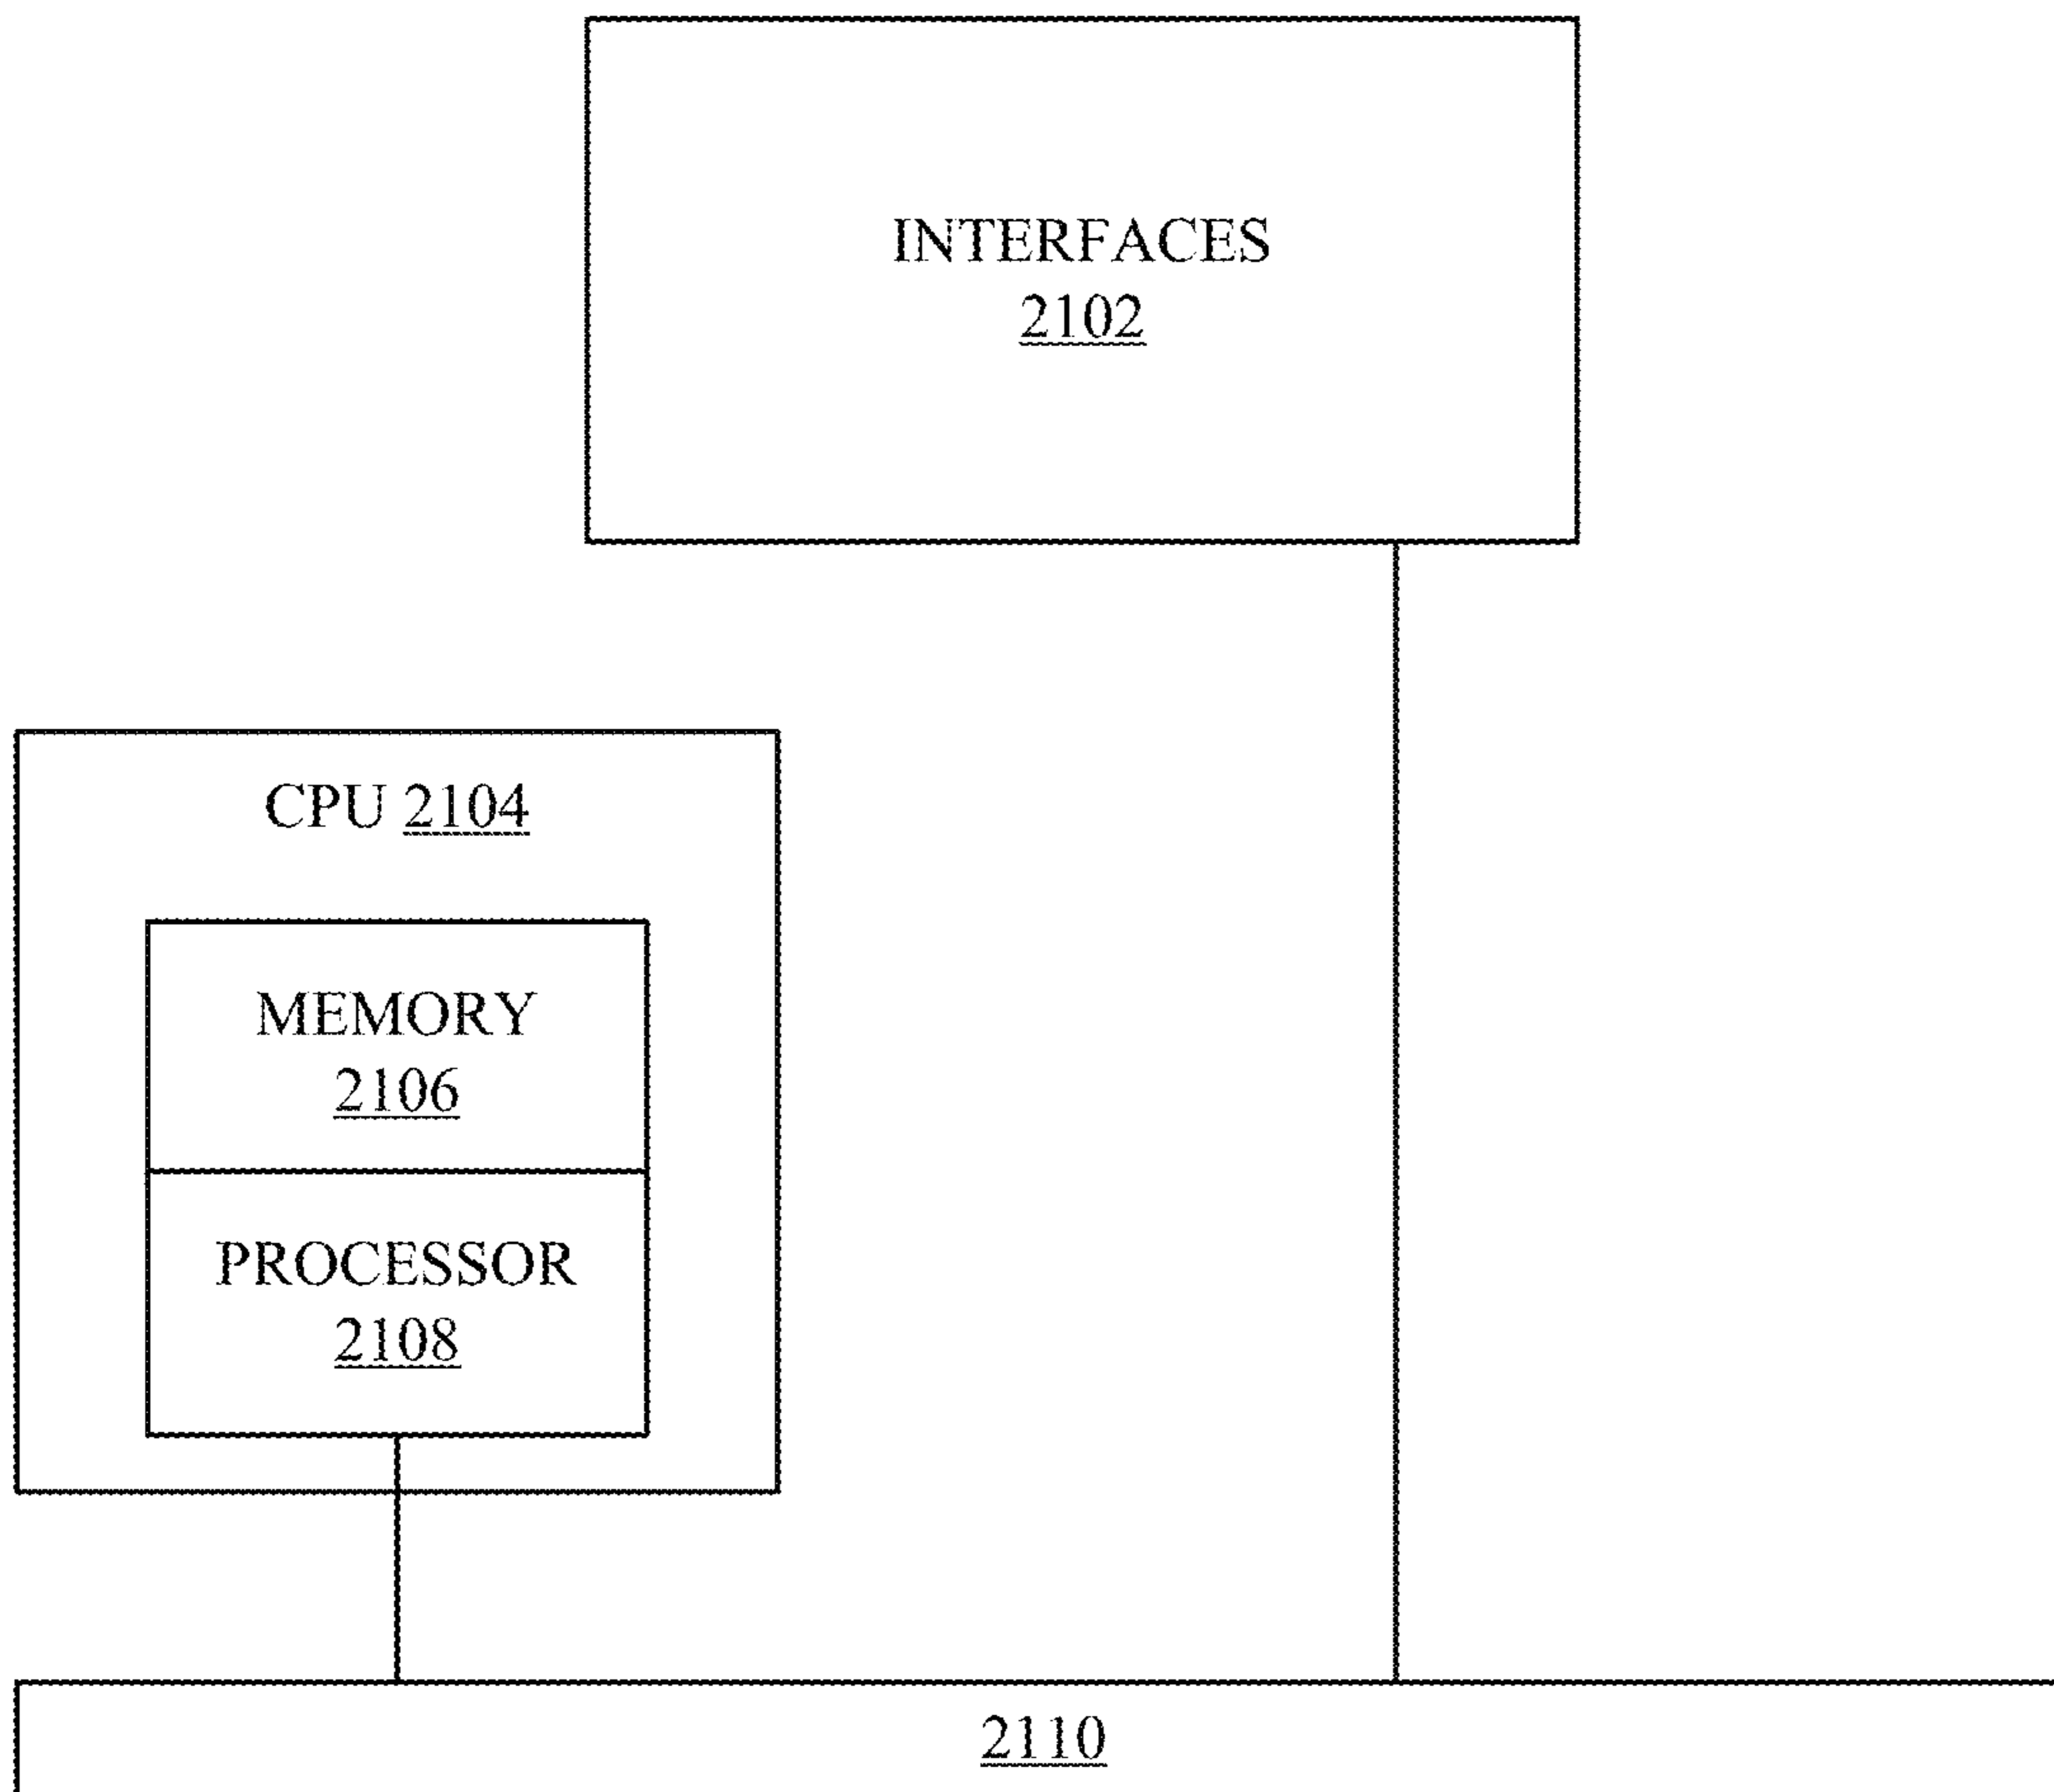 INTERFACES
2102
CPU 2104
MEMORY
2106
PROCESSOR
2108
2110